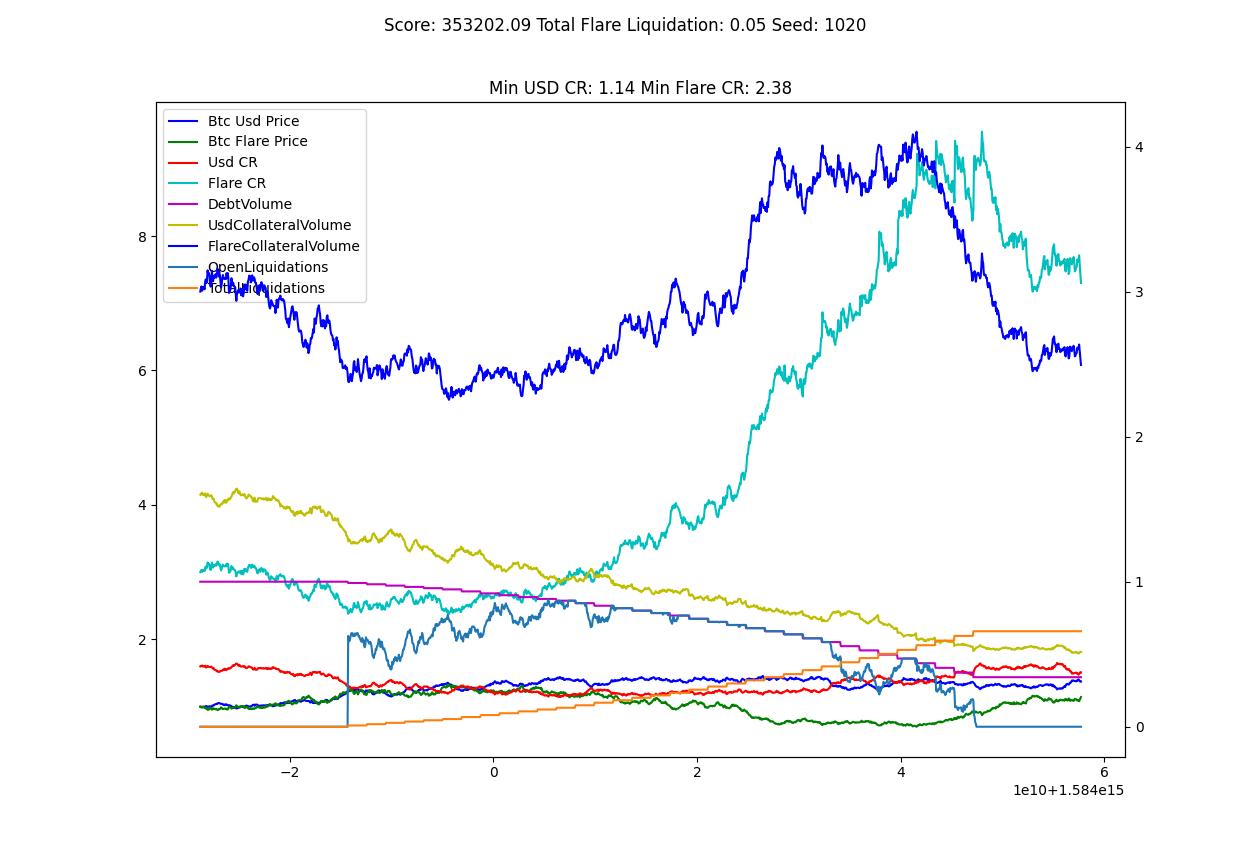 Score: 353202.09 Total Flare Liquidation: 0.05 Seed: 1020
Min USD CR: 1.14 Min Flare CR: 2.38
Btc Usd Price
Btc Flare Price
Usd CR
Flare CR
DebtVolume
UsdCollateralVolume
FlareCollateralVolume
OpenLiquidations
TotalLiquidations
8
6
4
2
4
3
2
1
0
−2
0
2
4
6
1e10+1.584e15